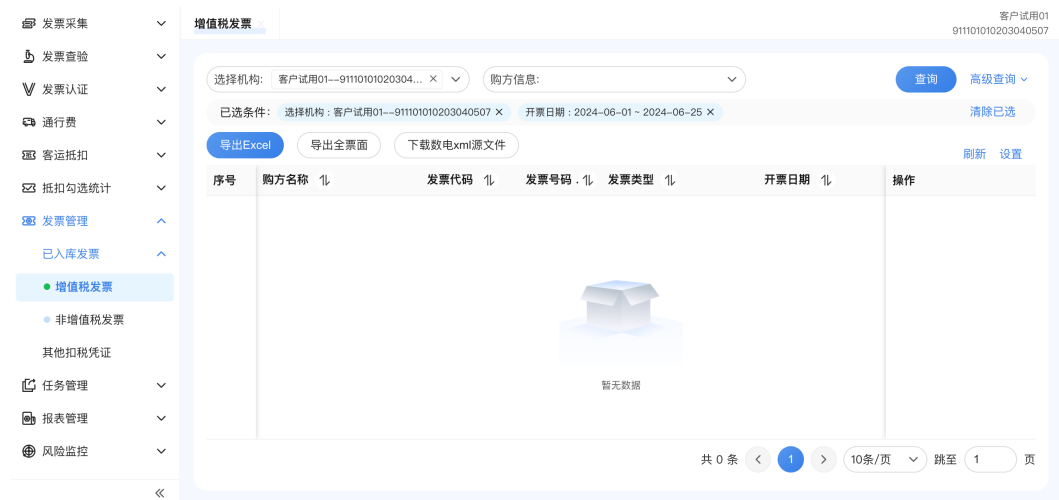 发票采集
发票查验
发票认证
通行费
客运抵扣
抵扣勾选统计
发票管理
已入库发票
增值税发票
非增值税发票
其他扣税凭证
任务管理
报表管理
风险监控
增值税发票
客户试用01
911101010203040507
选择机构: 客户试用01--91110101020304... × 购方信息: 查询 高级查询
已选条件: 选择机构：客户试用01--911101010203040507 × 开票日期：2024-06-01 ~ 2024-06-25 × 清除已选
导出Excel 导出全票面 下载数电xml源文件 刷新 设置
序号 购方名称 发票代码 发票号码 . 发票类型 开票日期 操作
暂无数据
共 0 条 1 10条/页 跳至 1 页